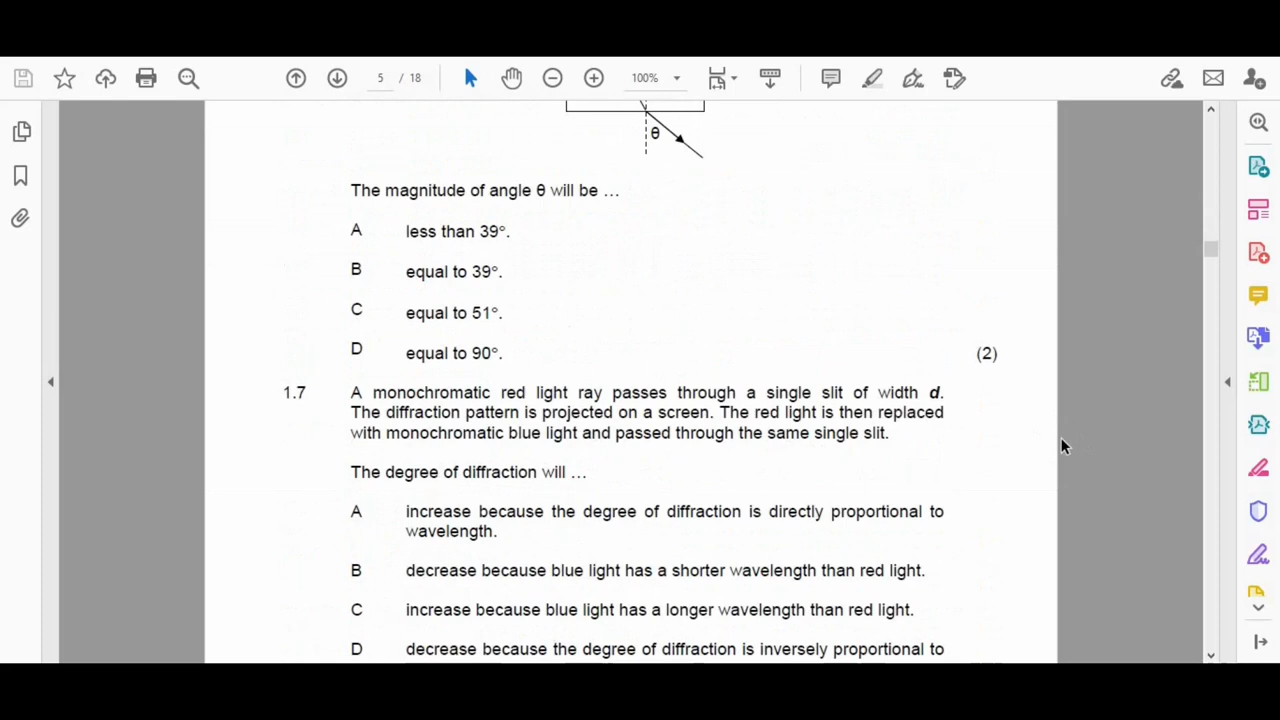 5 / 18
100%
θ
The magnitude of angle θ will be …
A less than 39°.
B equal to 39°.
C equal to 51°.
D equal to 90°. (2)
1.7 A monochromatic red light ray passes through a single slit of width d.
The diffraction pattern is projected on a screen. The red light is then replaced
with monochromatic blue light and passed through the same single slit.
The degree of diffraction will …
A increase because the degree of diffraction is directly proportional to
wavelength.
B decrease because blue light has a shorter wavelength than red light.
C increase because blue light has a longer wavelength than red light.
D decrease because the degree of diffraction is inversely proportional to